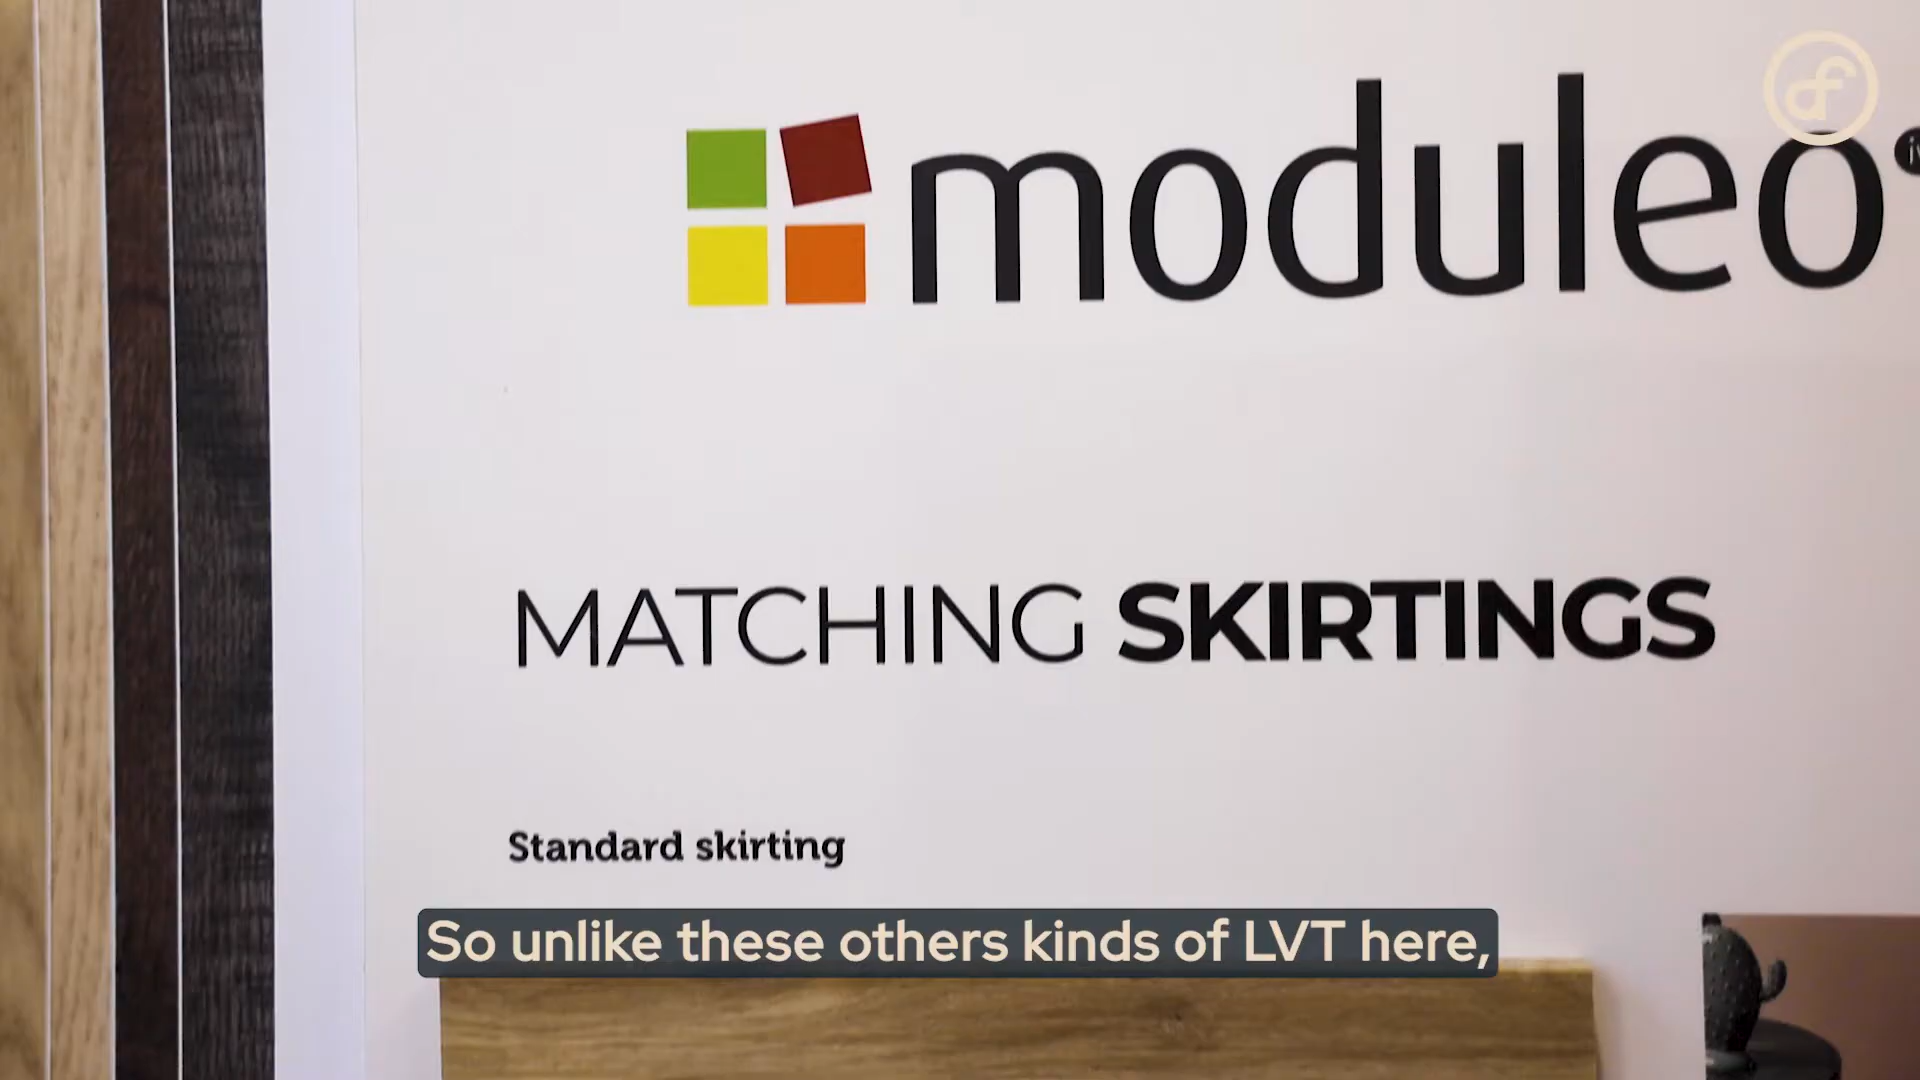 moduleo
MATCHING SKIRTINGS
Standard skirting
So unlike these others kinds of LVT here,